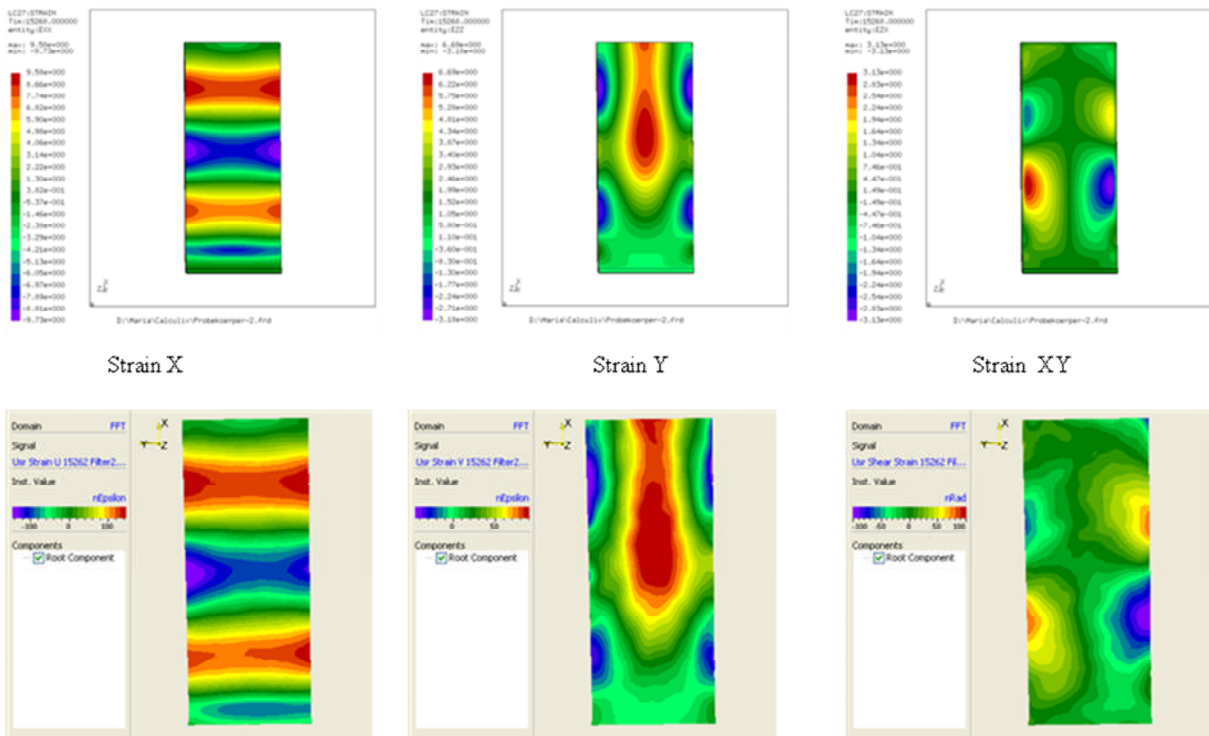 LC27:STRAIN
Tim:15268.000000
entity:EXX
max: 9.58e+000
min: -9.73e+000
9.58e+000
8.66e+000
7.74e+000
6.82e+000
5.90e+000
4.98e+000
4.06e+000
3.14e+000
2.22e+000
1.30e+000
3.82e-001
-5.37e-001
-1.46e+000
-2.38e+000
-3.29e+000
-4.21e+000
-5.13e+000
-6.05e+000
-6.97e+000
-7.89e+000
-8.81e+000
-9.73e+000
D:\Maria\Calculix\Probekoerper-2.frd
LC27:STRAIN
Tim:15268.000000
entity:EZZ
max: 6.69e+000
min: -3.18e+000
6.69e+000
6.22e+000
5.75e+000
5.28e+000
4.81e+000
4.34e+000
3.87e+000
3.40e+000
2.93e+000
2.46e+000
1.99e+000
1.52e+000
1.05e+000
5.80e-001
1.10e-001
-3.60e-001
-8.30e-001
-1.30e+000
-1.77e+000
-2.24e+000
-2.71e+000
-3.18e+000
D:\Maria\Calculix\Probekoerper-2.frd
LC27:STRAIN
Tim:15268.000000
entity:EZX
max: 3.13e+000
min: -3.13e+000
3.13e+000
2.83e+000
2.54e+000
2.24e+000
1.94e+000
1.64e+000
1.34e+000
1.04e+000
7.46e-001
4.47e-001
1.49e-001
-1.49e-001
-4.47e-001
-7.46e-001
-1.04e+000
-1.34e+000
-1.64e+000
-1.94e+000
-2.24e+000
-2.54e+000
-2.83e+000
-3.13e+000
D:\Maria\Calculix\Probekoerper-2.frd
Strain X
Strain Y
Strain XY
Domain FFT
Signal
Usr Strain U 15262 Filter2...
Inst. Value
nEpsilon
-100 0 100
Components
Root Component
X
Y Z
Domain FFT
Signal
Usr Strain V 15262 Filter2...
Inst. Value
nEpsilon
0 50
Components
Root Component
X
Y Z
Domain FFT
Signal
Usr Shear Strain 15262 Fil...
Inst. Value
nRad
-100 -50 0 50 100
Components
Root Component
X
Y Z